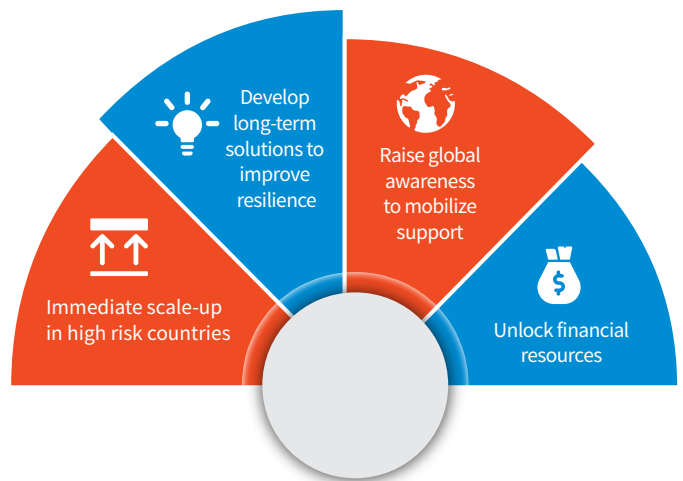 Immediate scale-up
in high risk countries
Develop
long-term
solutions to
improve
resilience
Raise global
awareness
to mobilize
support
$
Unlock financial
resources